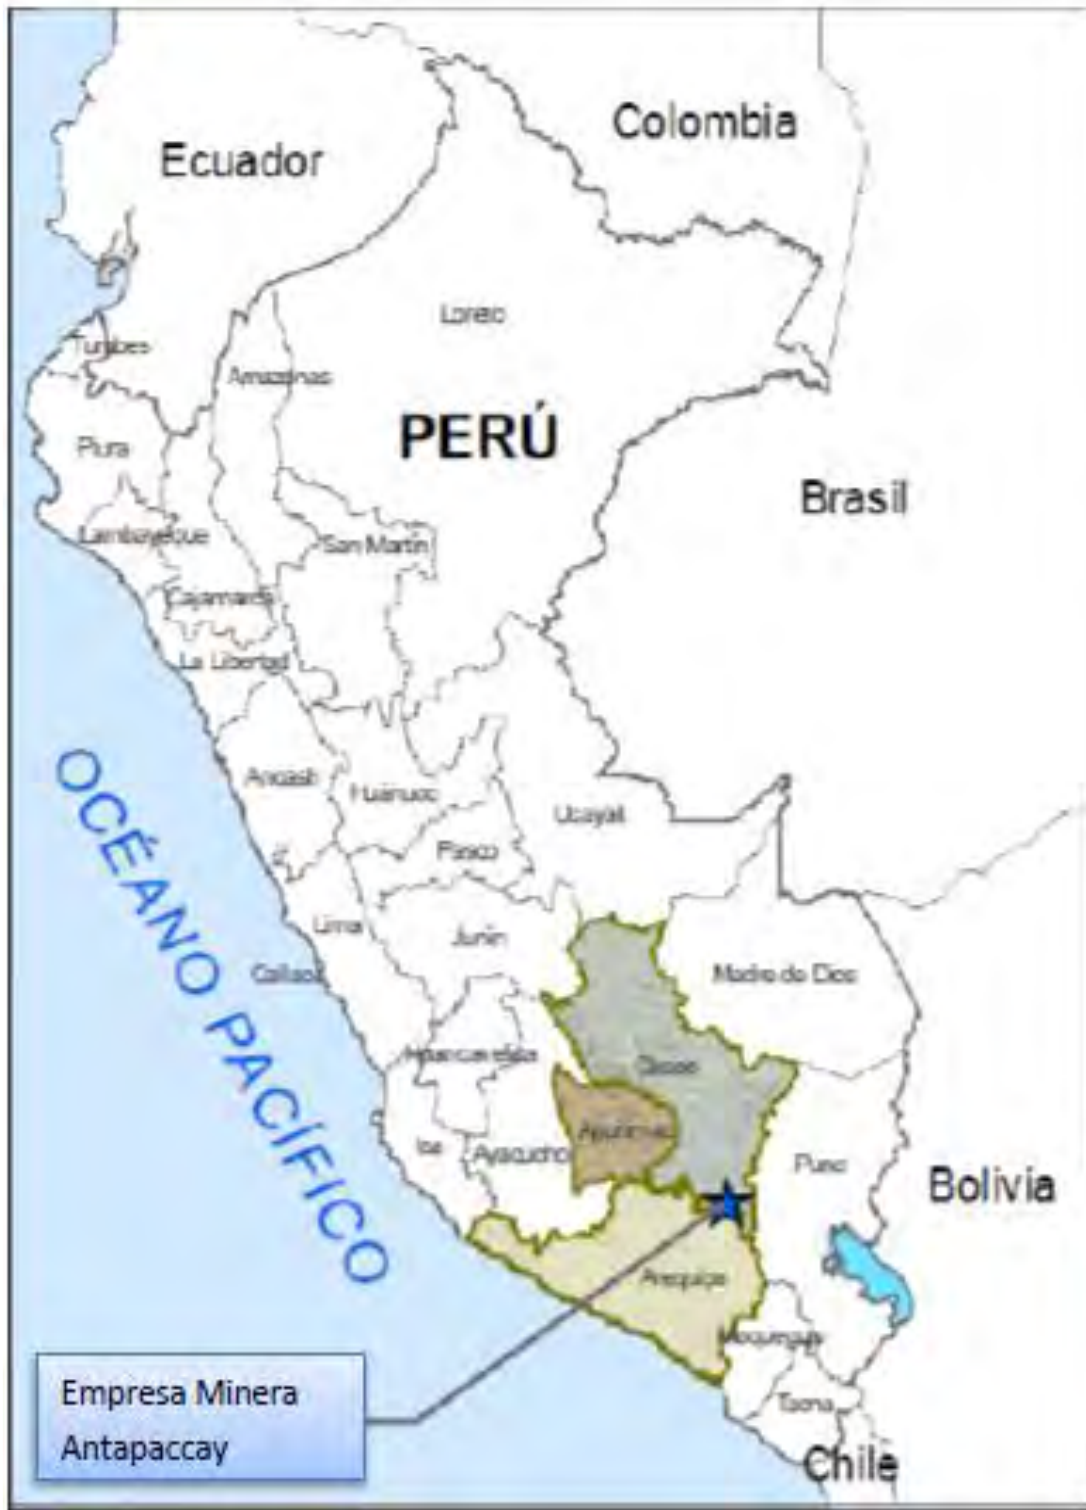 Colombia
Ecuador
Loreto
Tumbes
Amazonas
PERÚ
Piura
Brasil
Lambayeque
San Martín
Cajamarca
La Libertad
Ancash
Huánuco
Ucayali
Pasco
Lima
Junín
Callao
Madre de Dios
Huancavelica
Cusco
Apurímac
Ica
Ayacucho
Puno
Bolivia
OCÉANO PACÍFICO
Arequipa
Moquegua
Tacna
Chile
Empresa Minera
Antapaccay